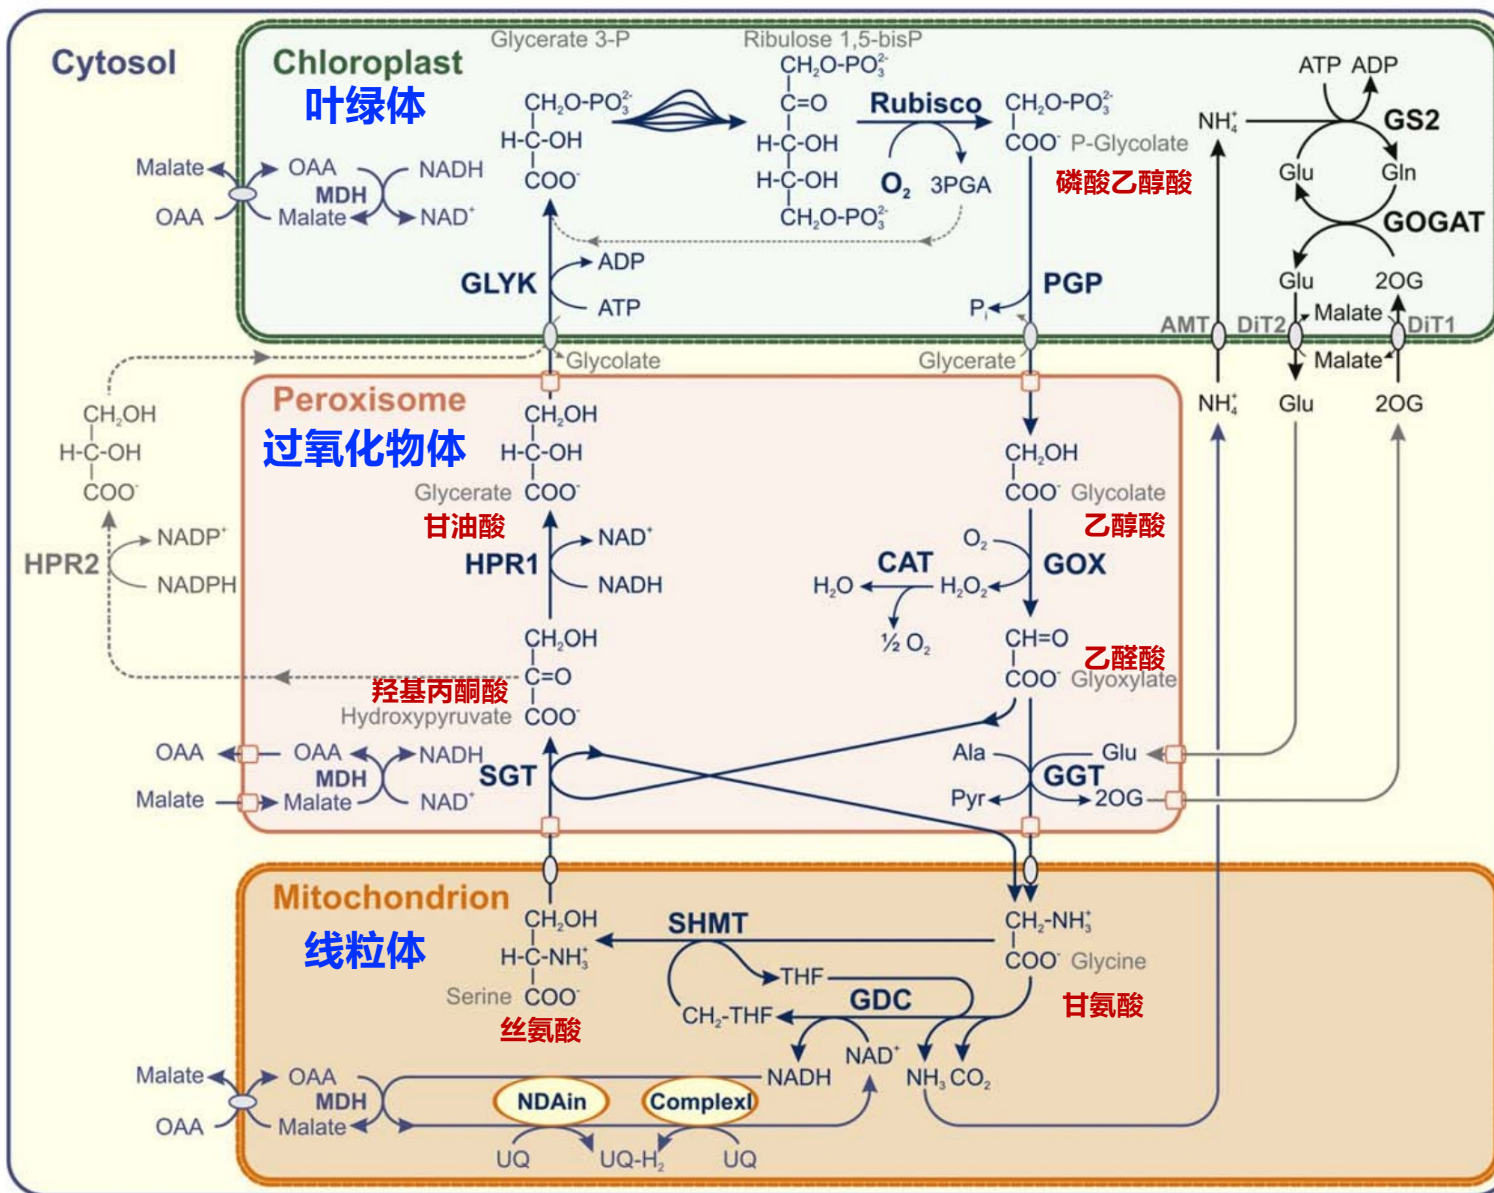 Cytosol
Chloroplast
叶绿体
Glycerate 3-P
Ribulose 1,5-bisP
CH₂O-PO₃²⁻
H-C-OH
COO⁻
CH₂O-PO₃²⁻
C=O
H-C-OH
H-C-OH
CH₂O-PO₃²⁻
Rubisco
O₂
3PGA
CH₂O-PO₃²⁻
COO⁻
P-Glycolate
磷酸乙醇酸
ATP
ADP
NH₄⁺
GS2
Glu
Gln
GOGAT
Glu
2OG
Malate
OAA
NADH
MDH
OAA
Malate
NAD⁺
GLYK
ADP
ATP
PGP
Pᵢ
AMT
DiT2
Malate
DiT1
Malate
Glycolate
Glycerate
NH₄⁺
Glu
2OG
Peroxisome
过氧化物体
CH₂OH
H-C-OH
COO⁻
CH₂OH
H-C-OH
Glycerate
COO⁻
甘油酸
CH₂OH
COO⁻
Glycolate
乙醇酸
HPR2
NADP⁺
NADPH
HPR1
NAD⁺
NADH
O₂
GOX
CAT
H₂O
H₂O₂
½ O₂
CH₂OH
C=O
羟基丙酮酸
Hydroxypyruvate
COO⁻
CH=O
乙醛酸
COO⁻
Glyoxylate
OAA
OAA
NADH
MDH
Malate
Malate
NAD⁺
SGT
Ala
Glu
GGT
Pyr
2OG
Mitochondrion
线粒体
CH₂OH
H-C-NH₃⁺
Serine
COO⁻
丝氨酸
SHMT
THF
GDC
CH₂-THF
CH₂-NH₃⁺
COO⁻
Glycine
甘氨酸
NADH
NAD⁺
NH₃
CO₂
Malate
OAA
MDH
OAA
Malate
NDAin
ComplexI
UQ
UQ-H₂
UQ